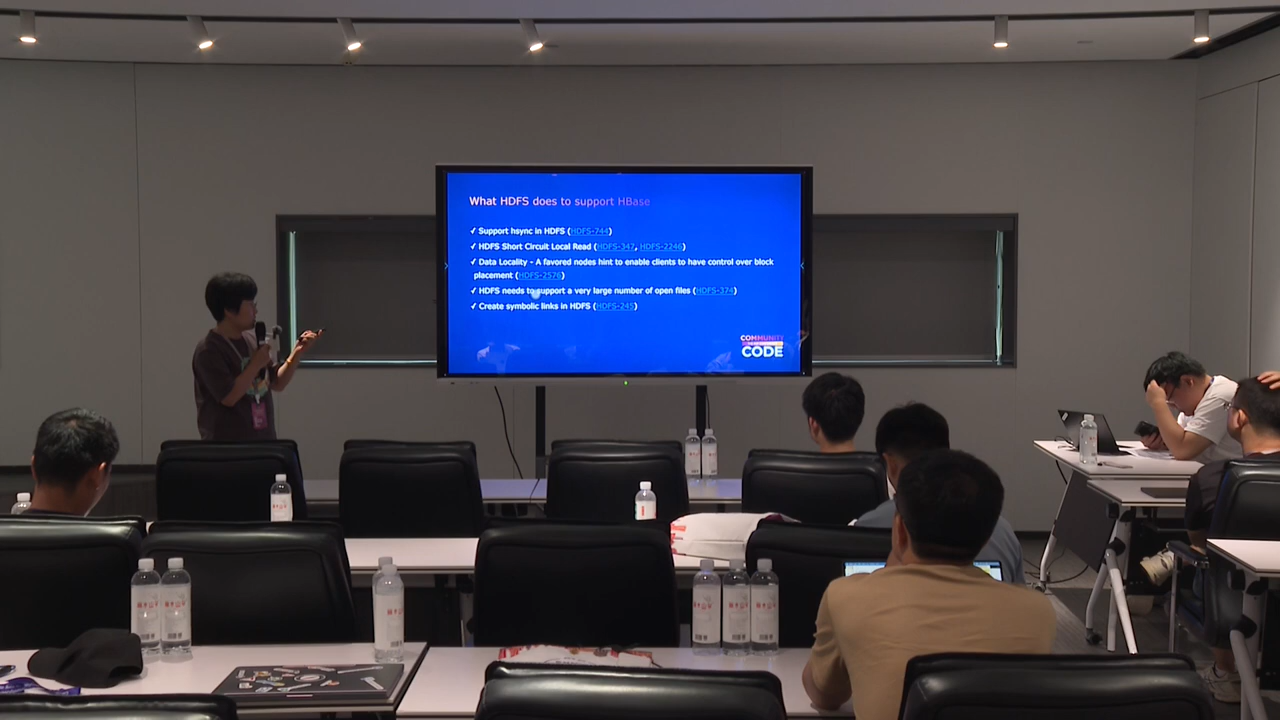 What HDFS does to support HBase
✓ Support hsync in HDFS (HDFS-744)
✓ HDFS Short Circuit Local Read (HDFS-347, HDFS-2246)
✓ Data Locality - A favored nodes hint to enable clients to have control over block
placement (HDFS-2576)
✓ HDFS needs to support a very large number of open files (HDFS-374)
✓ Create symbolic links in HDFS (HDFS-245)
COMMUNITY
CODE